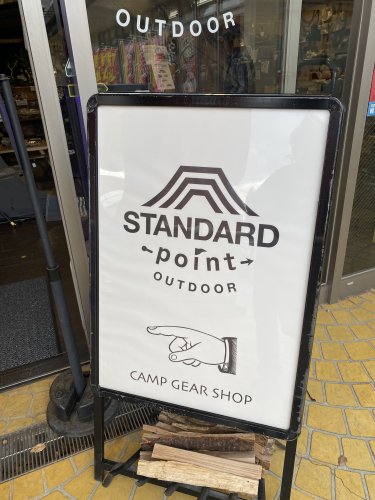 OUTDOOR
STANDARD
point
OUTDOOR
CAMP GEAR SHOP